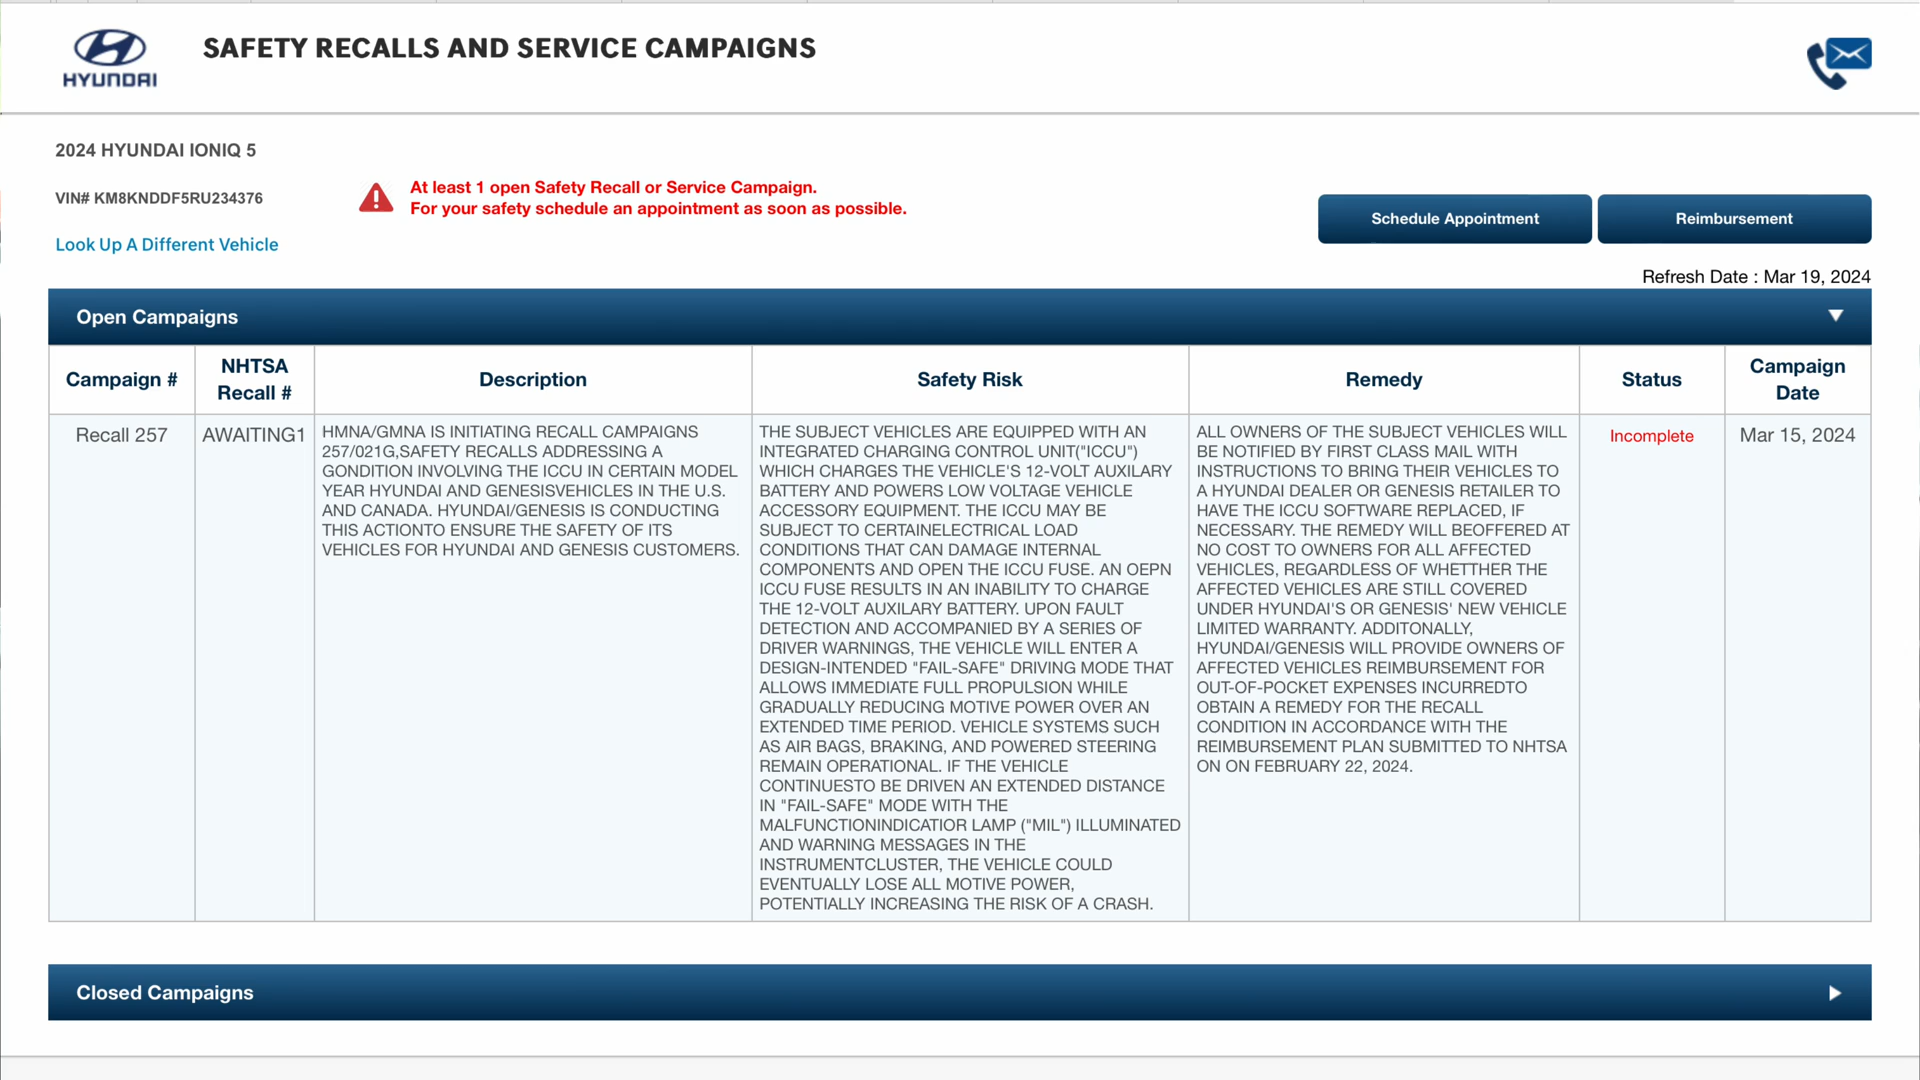 HYUNDAI
SAFETY RECALLS AND SERVICE CAMPAIGNS
2024 HYUNDAI IONIQ 5
VIN# KM8KNDDF5RU234376
Look Up A Different Vehicle
At least 1 open Safety Recall or Service Campaign.
For your safety schedule an appointment as soon as possible.
Schedule Appointment
Reimbursement
Refresh Date : Mar 19, 2024
Open Campaigns
Campaign #
NHTSA
Recall #
Description
Safety Risk
Remedy
Status
Campaign
Date
Recall 257
AWAITING1
HMNA/GMNA IS INITIATING RECALL CAMPAIGNS
257/021G,SAFETY RECALLS ADDRESSING A
GONDITION INVOLVING THE ICCU IN CERTAIN MODEL
YEAR HYUNDAI AND GENESISVEHICLES IN THE U.S.
AND CANADA. HYUNDAI/GENESIS IS CONDUCTING
THIS ACTIONTO ENSURE THE SAFETY OF ITS
VEHICLES FOR HYUNDAI AND GENESIS CUSTOMERS.
THE SUBJECT VEHICLES ARE EQUIPPED WITH AN
INTEGRATED CHARGING CONTROL UNIT("ICCU")
WHICH CHARGES THE VEHICLE'S 12-VOLT AUXILARY
BATTERY AND POWERS LOW VOLTAGE VEHICLE
ACCESSORY EQUIPMENT. THE ICCU MAY BE
SUBJECT TO CERTAINELECTRICAL LOAD
CONDITIONS THAT CAN DAMAGE INTERNAL
COMPONENTS AND OPEN THE ICCU FUSE. AN OEPN
ICCU FUSE RESULTS IN AN INABILITY TO CHARGE
THE 12-VOLT AUXILARY BATTERY. UPON FAULT
DETECTION AND ACCOMPANIED BY A SERIES OF
DRIVER WARNINGS, THE VEHICLE WILL ENTER A
DESIGN-INTENDED "FAIL-SAFE" DRIVING MODE THAT
ALLOWS IMMEDIATE FULL PROPULSION WHILE
GRADUALLY REDUCING MOTIVE POWER OVER AN
EXTENDED TIME PERIOD. VEHICLE SYSTEMS SUCH
AS AIR BAGS, BRAKING, AND POWERED STEERING
REMAIN OPERATIONAL. IF THE VEHICLE
CONTINUESTO BE DRIVEN AN EXTENDED DISTANCE
IN "FAIL-SAFE" MODE WITH THE
MALFUNCTIONINDICATIOR LAMP ("MIL") ILLUMINATED
AND WARNING MESSAGES IN THE
INSTRUMENTCLUSTER, THE VEHICLE COULD
EVENTUALLY LOSE ALL MOTIVE POWER,
POTENTIALLY INCREASING THE RISK OF A CRASH.
ALL OWNERS OF THE SUBJECT VEHICLES WILL
BE NOTIFIED BY FIRST CLASS MAIL WITH
INSTRUCTIONS TO BRING THEIR VEHICLES TO
A HYUNDAI DEALER OR GENESIS RETAILER TO
HAVE THE ICCU SOFTWARE REPLACED, IF
NECESSARY. THE REMEDY WILL BEOFFERED AT
NO COST TO OWNERS FOR ALL AFFECTED
VEHICLES, REGARDLESS OF WHETTHER THE
AFFECTED VEHICLES ARE STILL COVERED
UNDER HYUNDAI'S OR GENESIS' NEW VEHICLE
LIMITED WARRANTY. ADDITONALLY,
HYUNDAI/GENESIS WILL PROVIDE OWNERS OF
AFFECTED VEHICLES REIMBURSEMENT FOR
OUT-OF-POCKET EXPENSES INCURREDTO
OBTAIN A REMEDY FOR THE RECALL
CONDITION IN ACCORDANCE WITH THE
REIMBURSEMENT PLAN SUBMITTED TO NHTSA
ON ON FEBRUARY 22, 2024.
Incomplete
Mar 15, 2024
Closed Campaigns